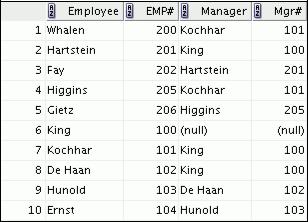 Employee EMP# Manager Mgr#
1 Whalen 200 Kochhar 101
2 Hartstein 201 King 100
3 Fay 202 Hartstein 201
4 Higgins 205 Kochhar 101
5 Gietz 206 Higgins 205
6 King 100 (null) (null)
7 Kochhar 101 King 100
8 De Haan 102 King 100
9 Hunold 103 De Haan 102
10 Ernst 104 Hunold 103